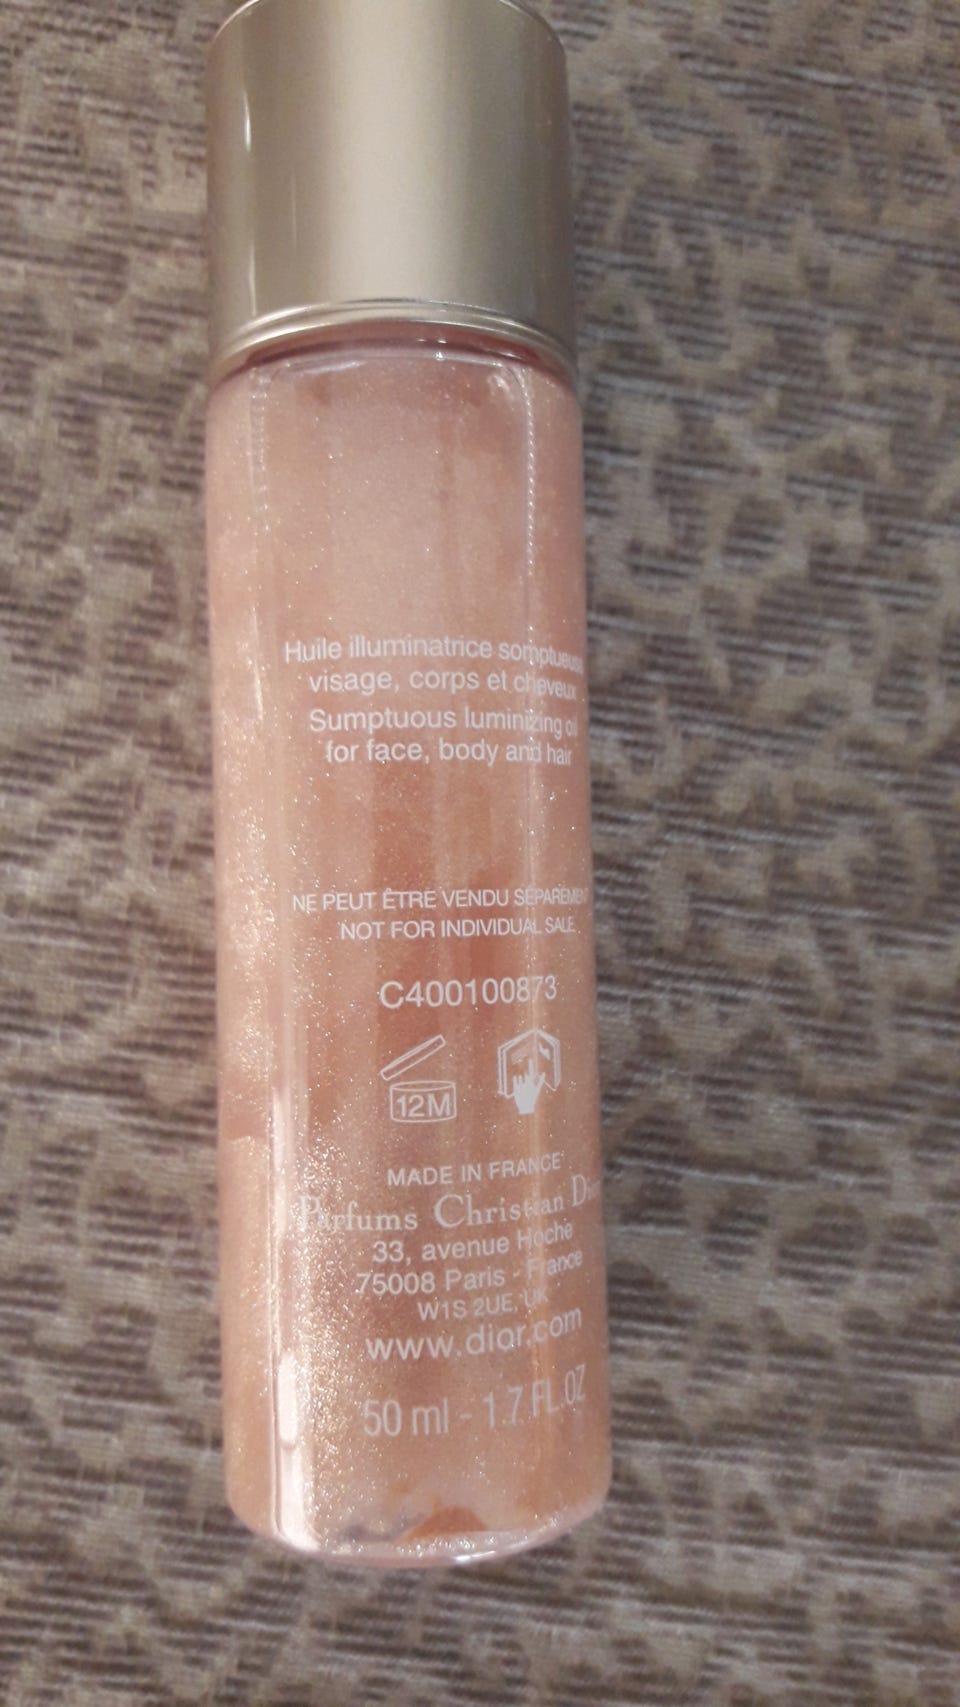 Huile illuminatrice somptueuse
visage, corps et cheveux
Sumptuous luminizing oil
for face, body and hair
NE PEUT ÊTRE VENDU SÉPARÉMENT
NOT FOR INDIVIDUAL SALE
C400100873
12M
MADE IN FRANCE
Parfums Christian Dior
33, avenue Hoche
75008 Paris - France
W1S 2UE, UK
www.dior.com
50 ml - 1.7 FL.OZ